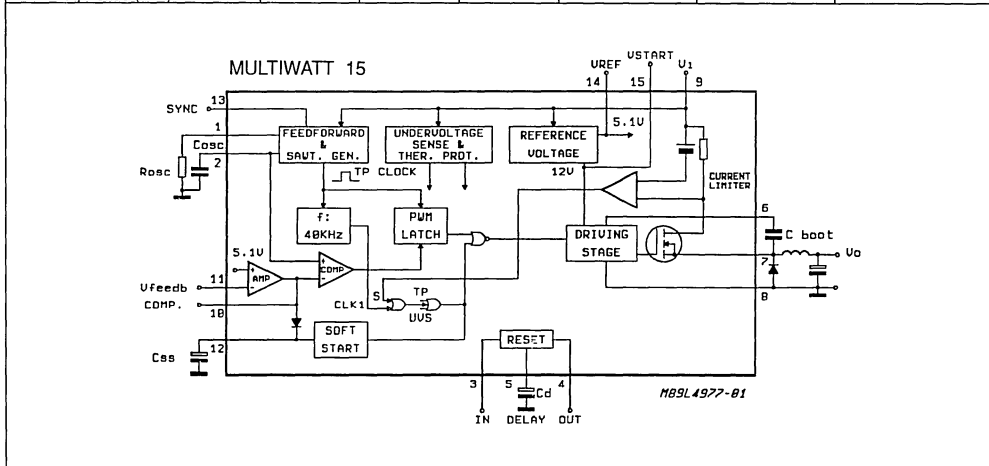 MULTIWATT 15
VREF
VSTART
Vi
14
15
9
SYNC
13
1
Cosc
2
Rosc
FEEDFORWARD
&
SAWT. GEN.
UNDERVOLTAGE
SENSE &
THER. PROT.
REFERENCE
VOLTAGE
5.1V
12V
TP CLOCK
CURRENT
LIMITER
f:
40KHz
PWM
LATCH
DRIVING
STAGE
6
C boot
7
Vo
8
5.1V
+
AMP
-
+
COMP
-
Vfeedb
11
COMP.
10
CLK1
S
TP
UVS
SOFT
START
Css
12
RESET
3
5
4
Cd
IN
DELAY
OUT
M89L4977-01